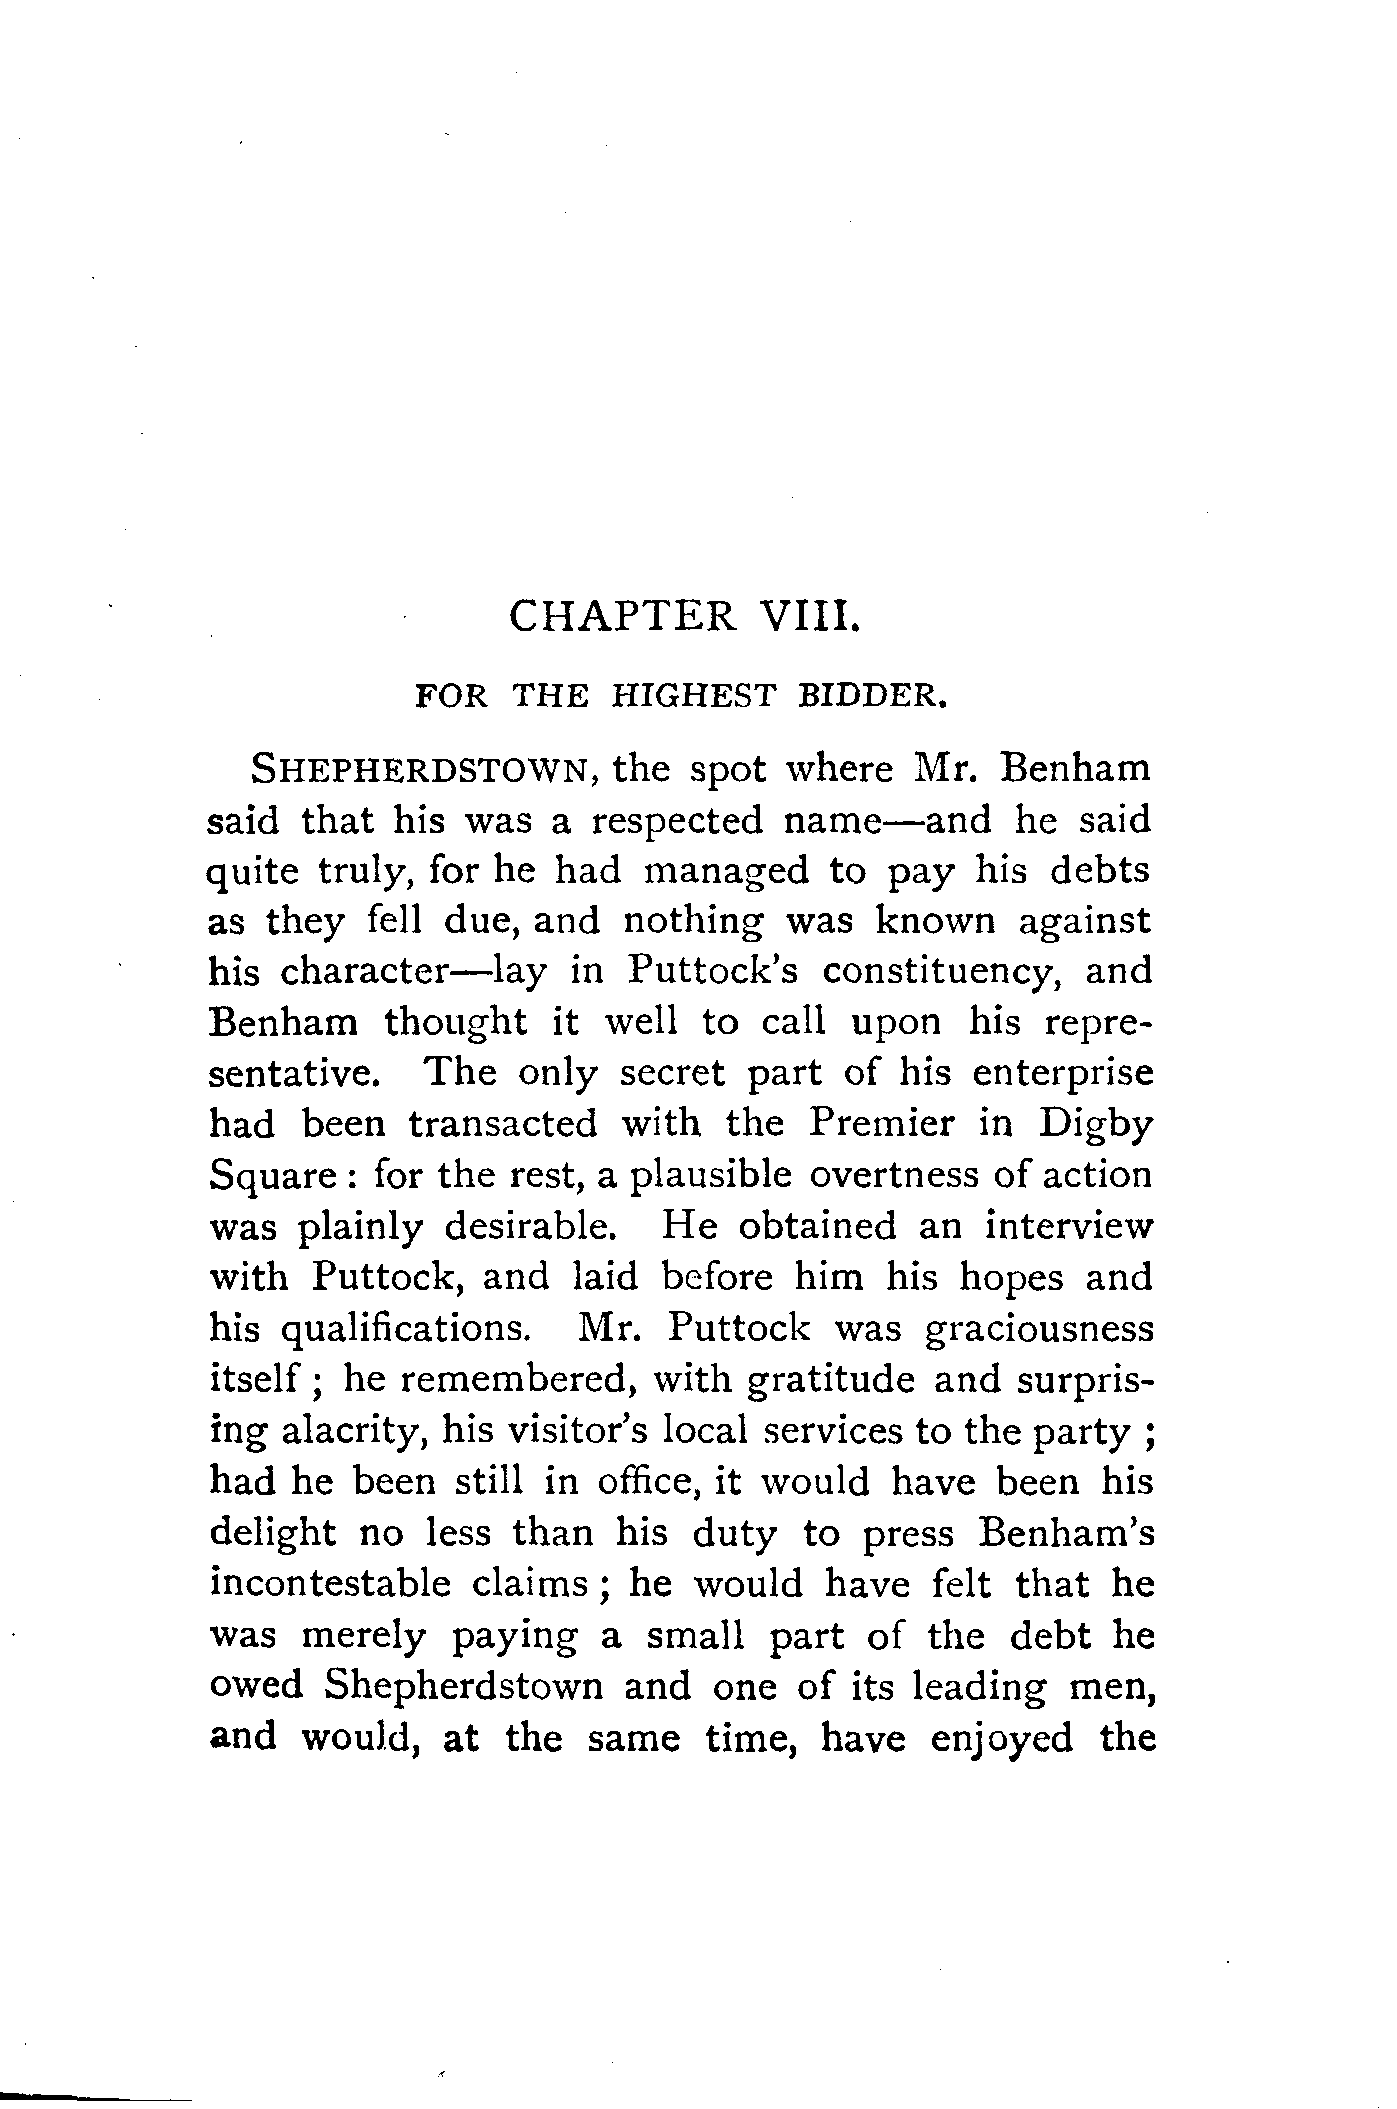 CHAPTER VIII.
FOR THE HIGHEST BIDDER.
SHEPHERDSTOWN, the spot where Mr. Benham
said that his was a respected name—and he said
quite truly, for he had managed to pay his debts
as they fell due, and nothing was known against
his character—lay in Puttock's constituency, and
Benham thought it well to call upon his repre-
sentative. The only secret part of his enterprise
had been transacted with the Premier in Digby
Square : for the rest, a plausible overtness of action
was plainly desirable. He obtained an interview
with Puttock, and laid before him his hopes and
his qualifications. Mr. Puttock was graciousness
itself ; he remembered, with gratitude and surpris-
ing alacrity, his visitor's local services to the party ;
had he been still in office, it would have been his
delight no less than his duty to press Benham's
incontestable claims ; he would have felt that he
was merely paying a small part of the debt he
owed Shepherdstown and one of its leading men,
and would, at the same time, have enjoyed the